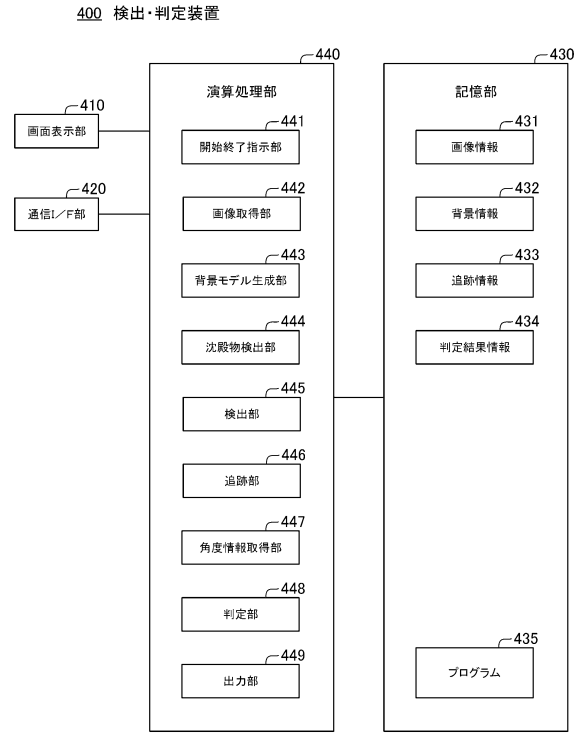 400 検出・判定装置
410
画面表示部
420
通信I／F部
440
演算処理部
441
開始終了指示部
442
画像取得部
443
背景モデル生成部
444
沈殿物検出部
445
検出部
446
追跡部
447
角度情報取得部
448
判定部
449
出力部
430
記憶部
431
画像情報
432
背景情報
433
追跡情報
434
判定結果情報
435
プログラム